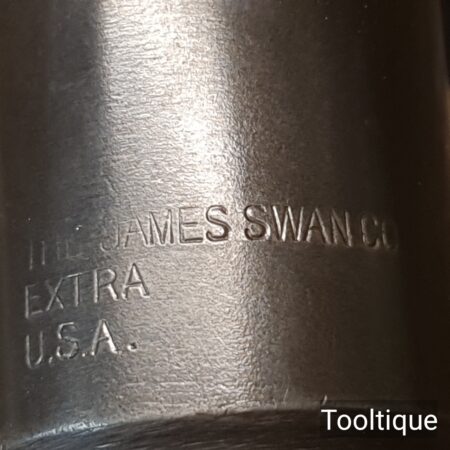 THE JAMES SWAN CO
EXTRA
U.S.A.
Tooltique